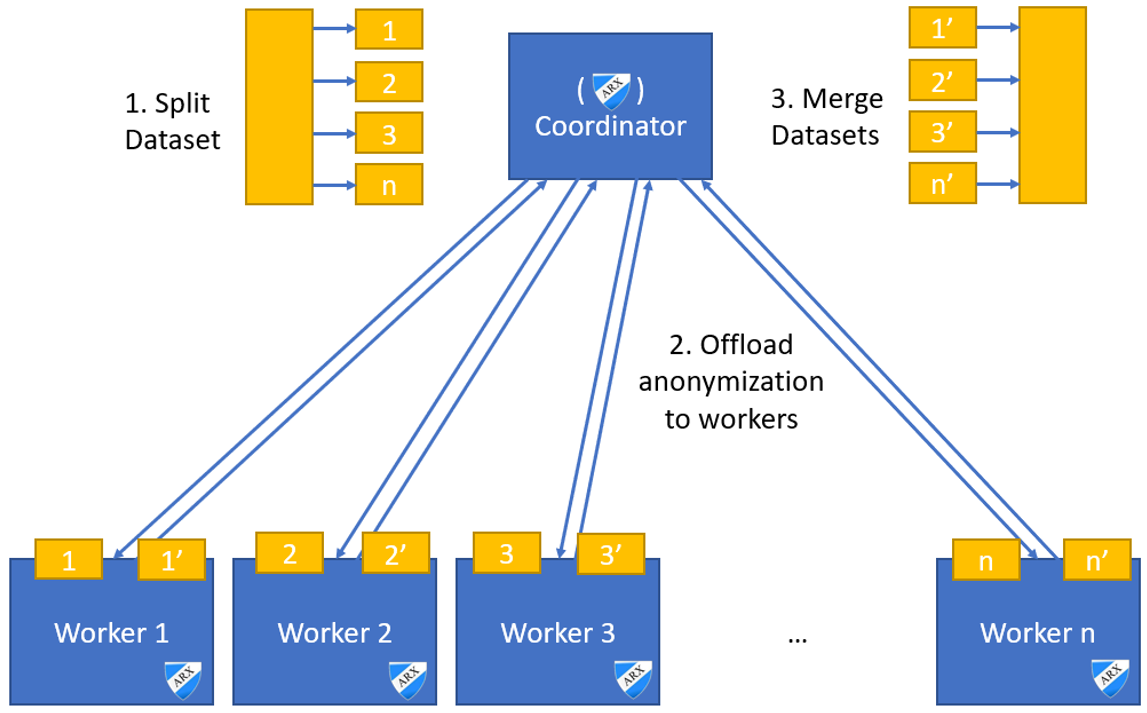 1. Split
Dataset
1
2
3
n
( ARX )
Coordinator
3. Merge
Datasets
1’
2’
3’
n’
2. Offload
anonymization
to workers
1
1’
Worker 1
ARX
2
2’
Worker 2
ARX
3
3’
Worker 3
ARX
...
n
n’
Worker n
ARX